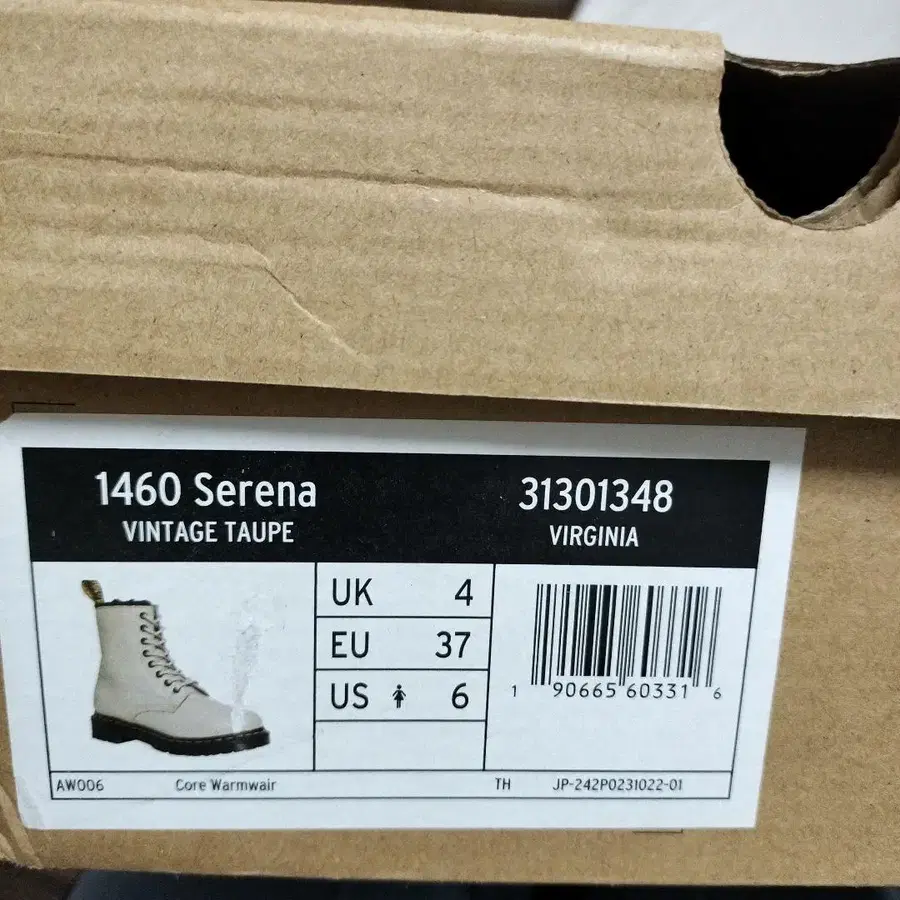 1460 Serena
VINTAGE TAUPE
31301348
VIRGINIA
UK 4
EU 37
US 6
1 90665 60331 6
AW006 Core Warmwair TH JP-242P0231022-01